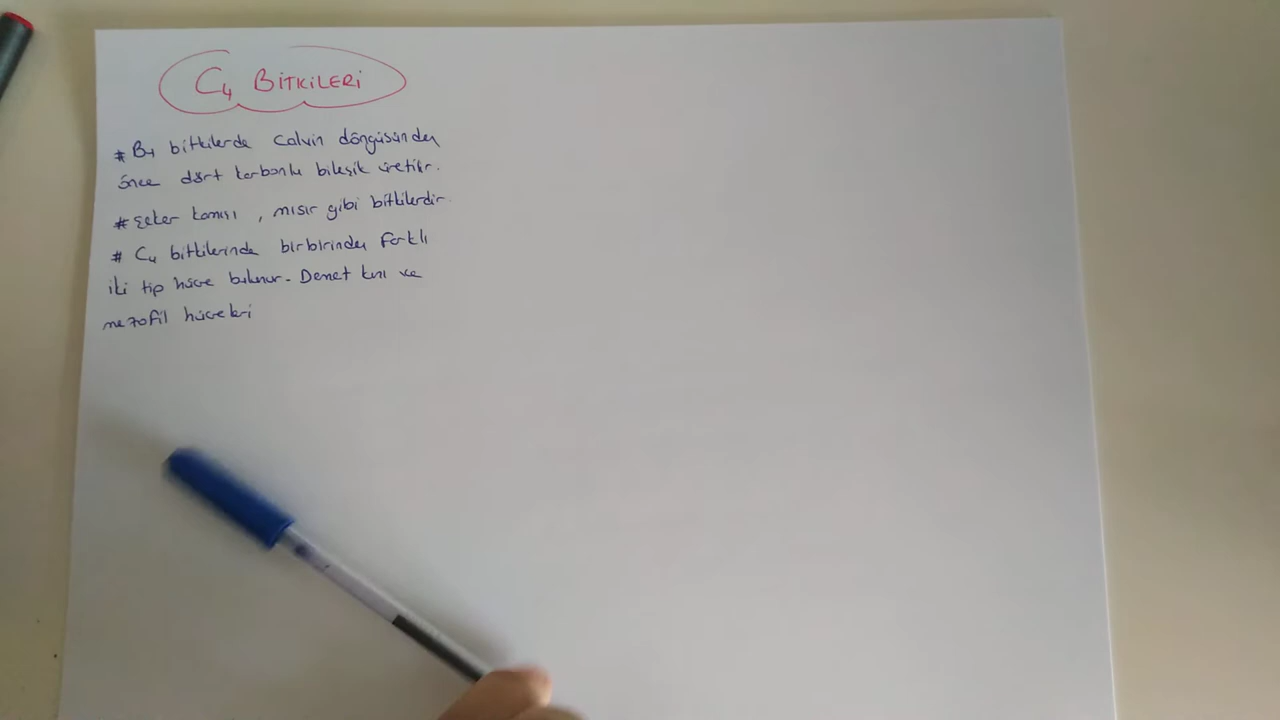 C4 BİTKİLERİ
* Bu bitkilerde Calvin döngüsünden
önce dört karbonlu bileşik üretilir.
* Şeker kamışı, mısır gibi bitkilerdir.
* C4 bitkilerinde birbirinden farklı
iki tip hücre bulunur. Demet kını ve
mezofil hücreleri